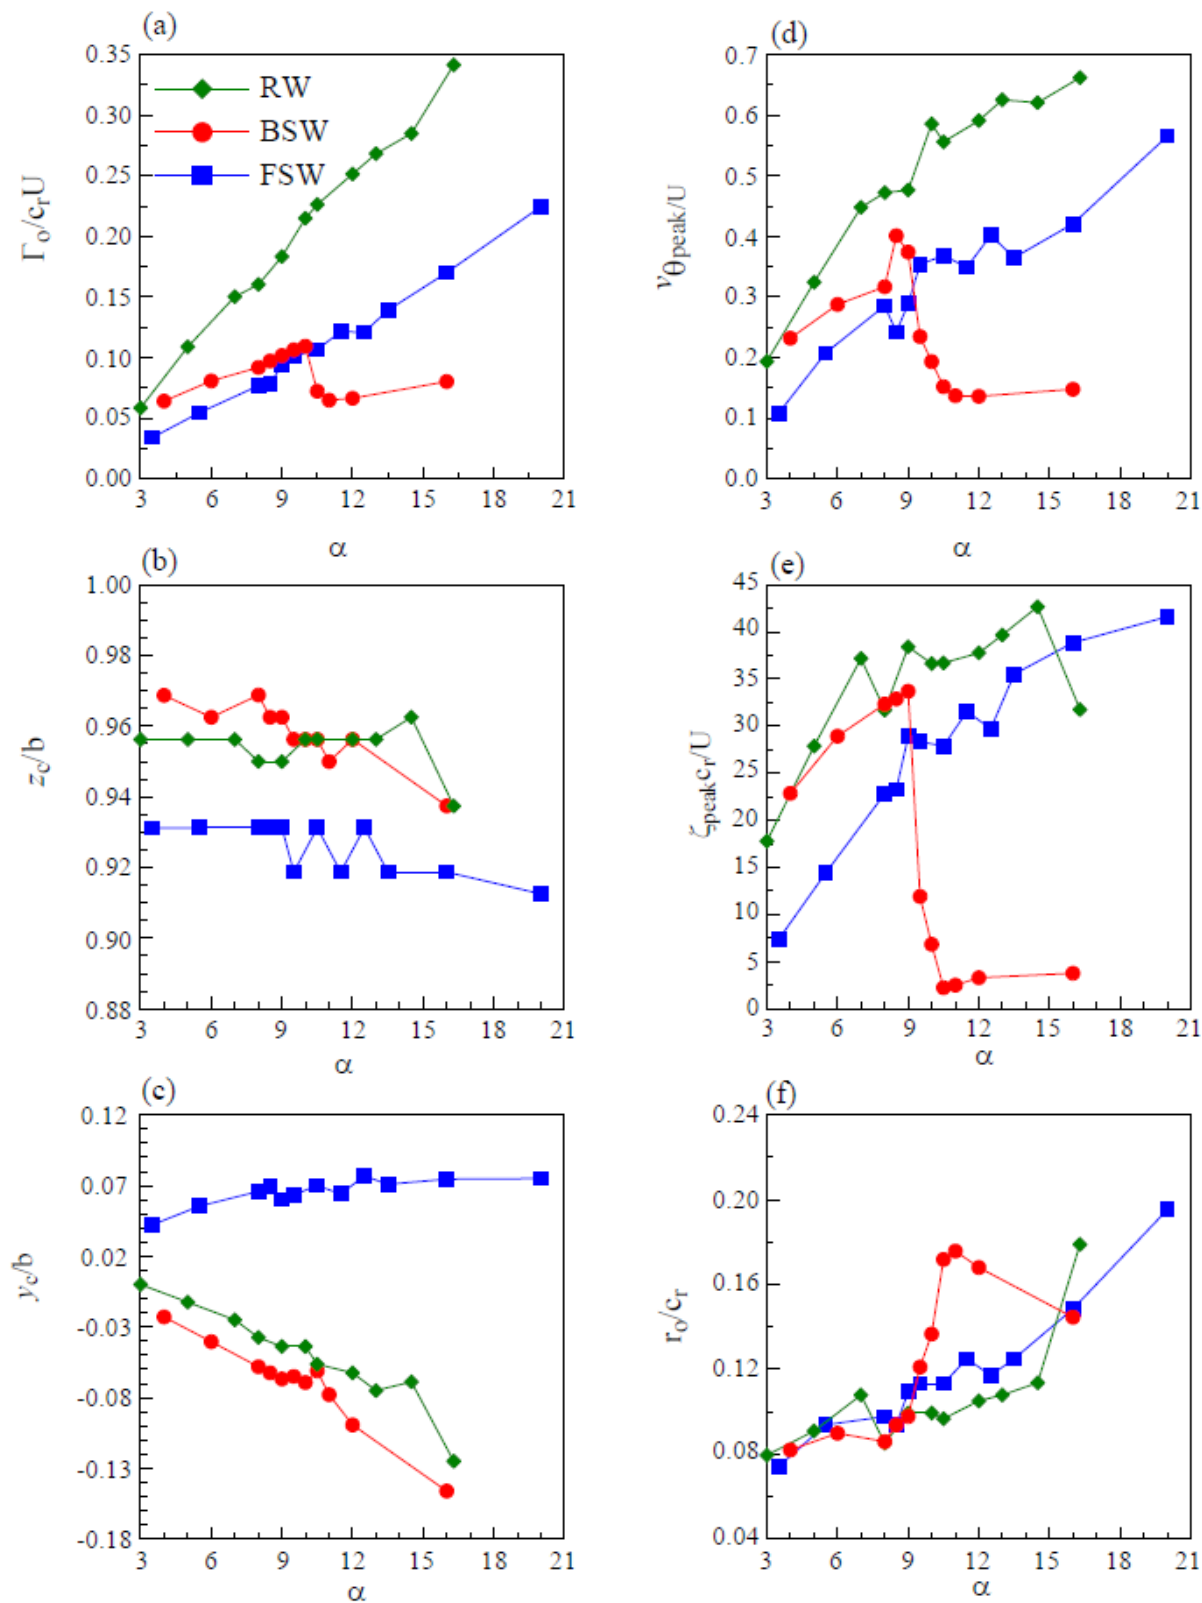 (a)
0.35
0.30
0.25
0.20
0.15
0.10
0.05
0.00
Γo/crU
RW
BSW
FSW
3 6 9 12 15 18 21
α
(d)
0.7
0.6
0.5
0.4
0.3
0.2
0.1
0.0
vθpeak/U
3 6 9 12 15 18 21
α
(b)
1.00
0.98
0.96
0.94
0.92
0.90
0.88
zc/b
3 6 9 12 15 18 21
α
(e)
45
40
35
30
25
20
15
10
5
0
ζpeakcr/U
3 6 9 12 15 18 21
α
(c)
0.12
0.07
0.02
-0.03
-0.08
-0.13
-0.18
yc/b
3 6 9 12 15 18 21
α
(f)
0.24
0.20
0.16
0.12
0.08
0.04
ro/cr
3 6 9 12 15 18 21
α